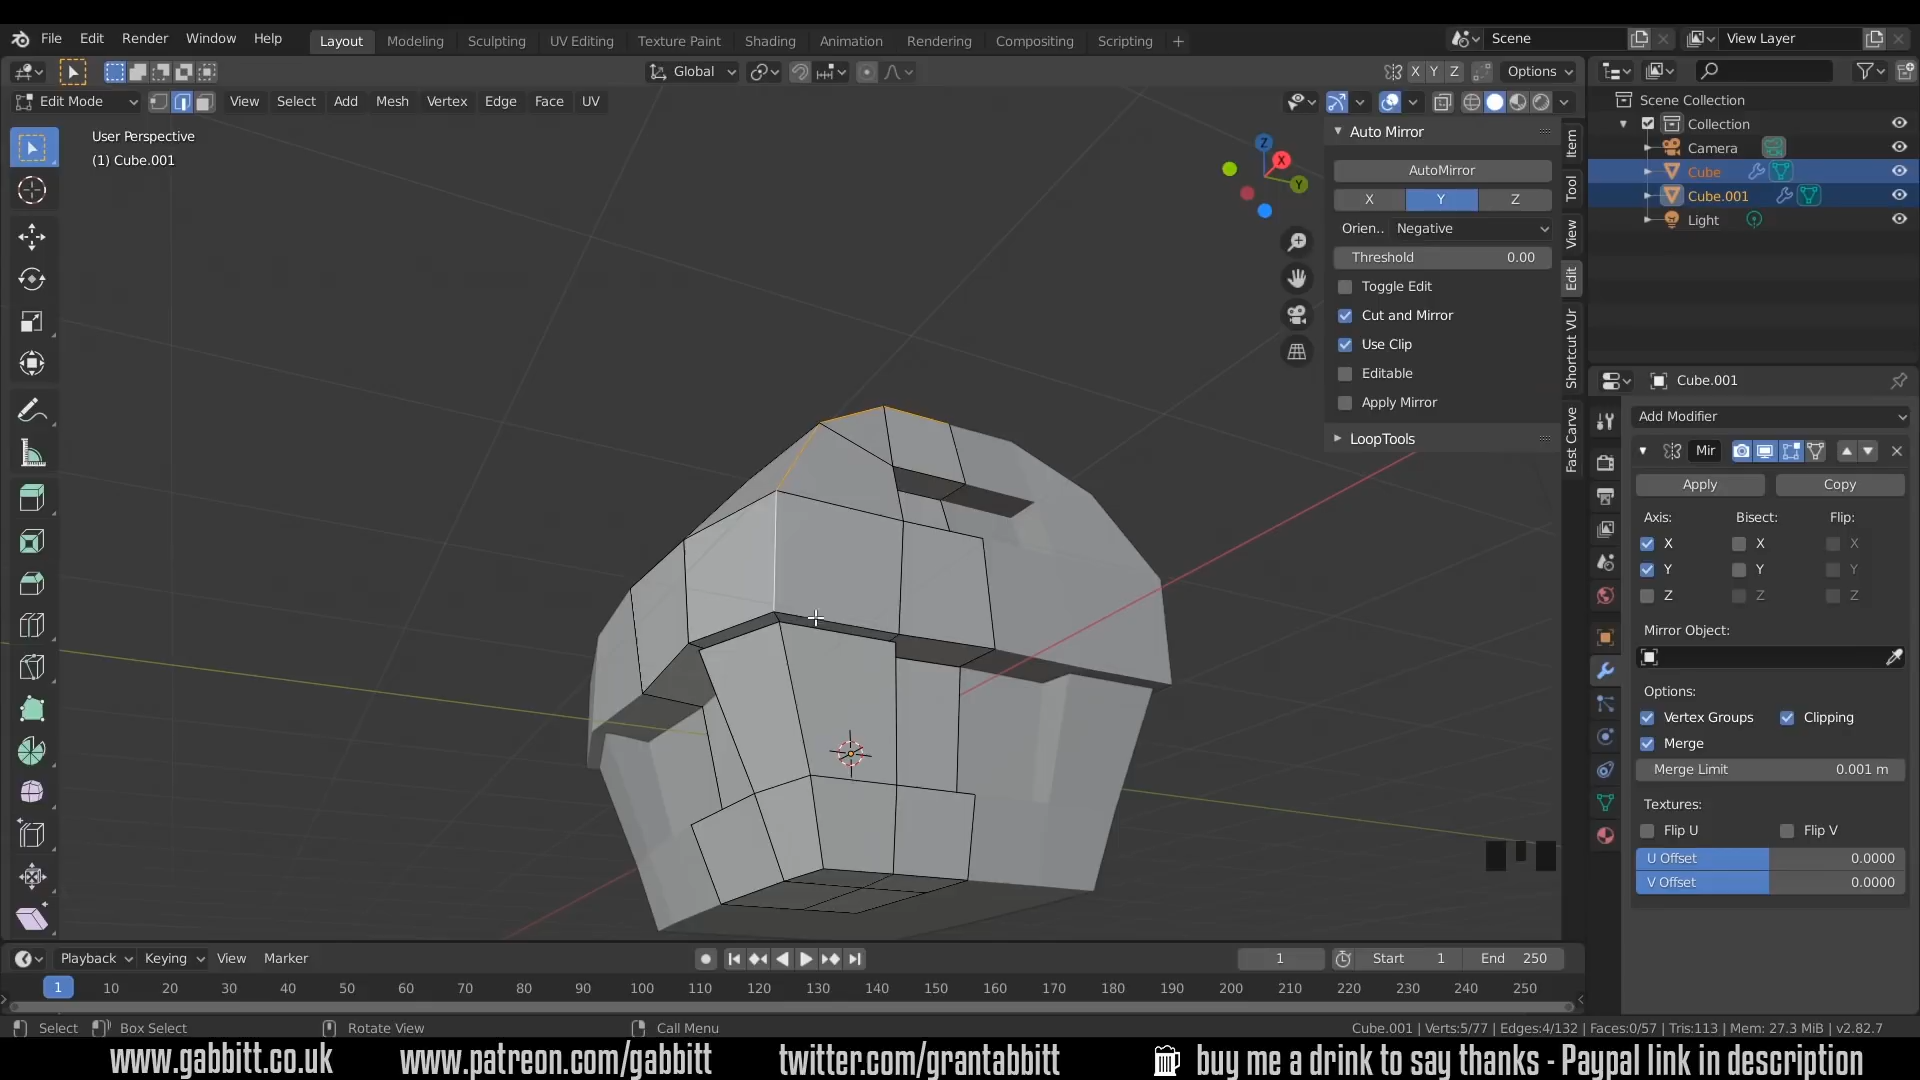 File Edit Render Window Help Layout Modeling Sculpting UV Editing Texture Paint Shading Animation Rendering Compositing Scripting + Scene View Layer
Global X Y Z Options
Edit Mode View Select Add Mesh Vertex Edge Face UV
User Perspective
(1) Cube.001
Z
X
Y
Auto Mirror
AutoMirror
X Y Z
Orien.. Negative
Threshold 0.00
Toggle Edit
Cut and Mirror
Use Clip
Editable
Apply Mirror
LoopTools
Item
Tool
View
Edit
Shortcut VUr
Fast Carve
Scene Collection
Collection
Camera
Cube
Cube.001
Light
Cube.001
Add Modifier
Mir
Apply Copy
Axis: Bisect: Flip:
X X X
Y Y Y
Z Z Z
Mirror Object:
Options:
Vertex Groups Clipping
Merge
Merge Limit 0.001 m
Textures:
Flip U Flip V
U Offset 0.0000
V Offset 0.0000
Playback Keying View Marker 1 Start 1 End 250
1 10 20 30 40 50 60 70 80 90 100 110 120 130 140 150 160 170 180 190 200 210 220 230 240 250
Select Box Select Rotate View Call Menu Cube.001 | Verts:5/77 | Edges:4/132 | Faces:0/57 | Tris:113 | Mem: 27.3 MiB | v2.82.7
www.gabbitt.co.uk www.patreon.com/gabbitt twitter.com/grantabbitt buy me a drink to say thanks - Paypal link in description